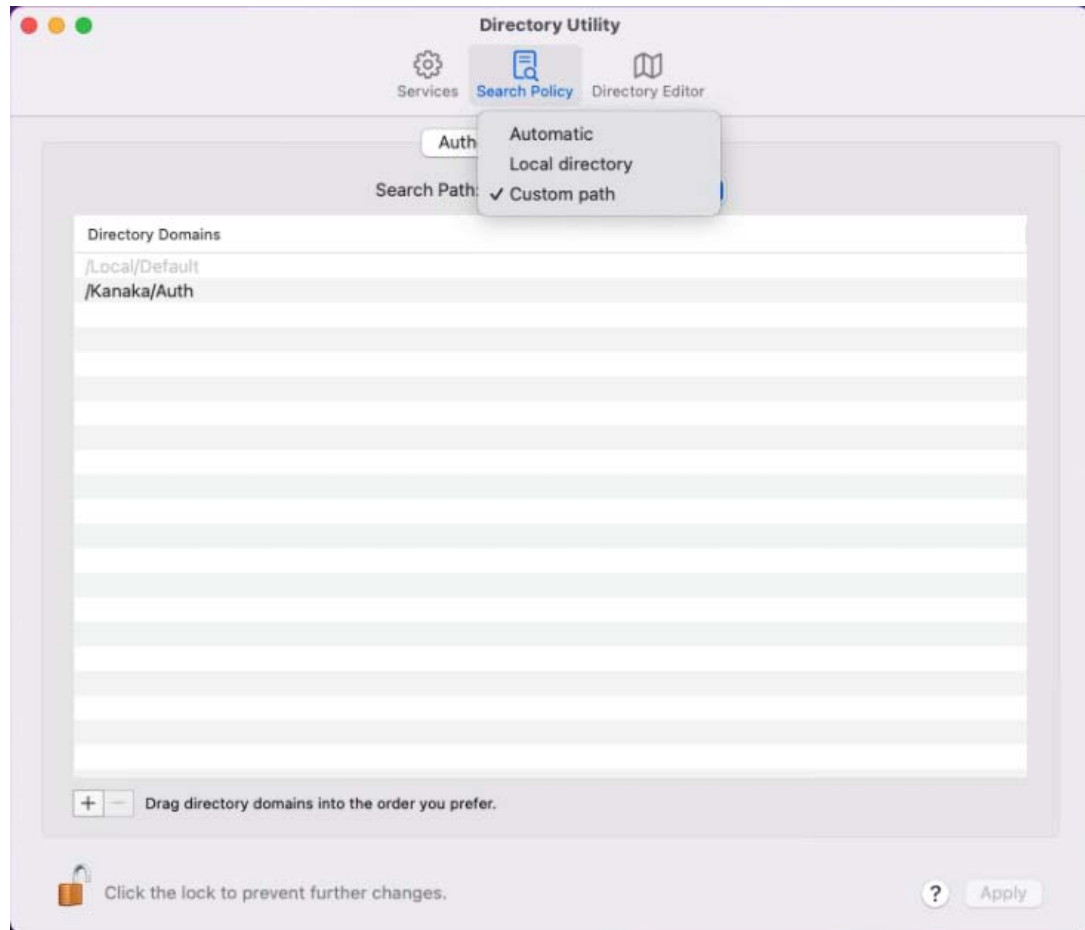 Directory Utility
Services Search Policy Directory Editor
Auth
Automatic
Local directory
Search Path: ✓ Custom path
Directory Domains
/Local/Default
/Kanaka/Auth
+ − Drag directory domains into the order you prefer.
Click the lock to prevent further changes. ? Apply